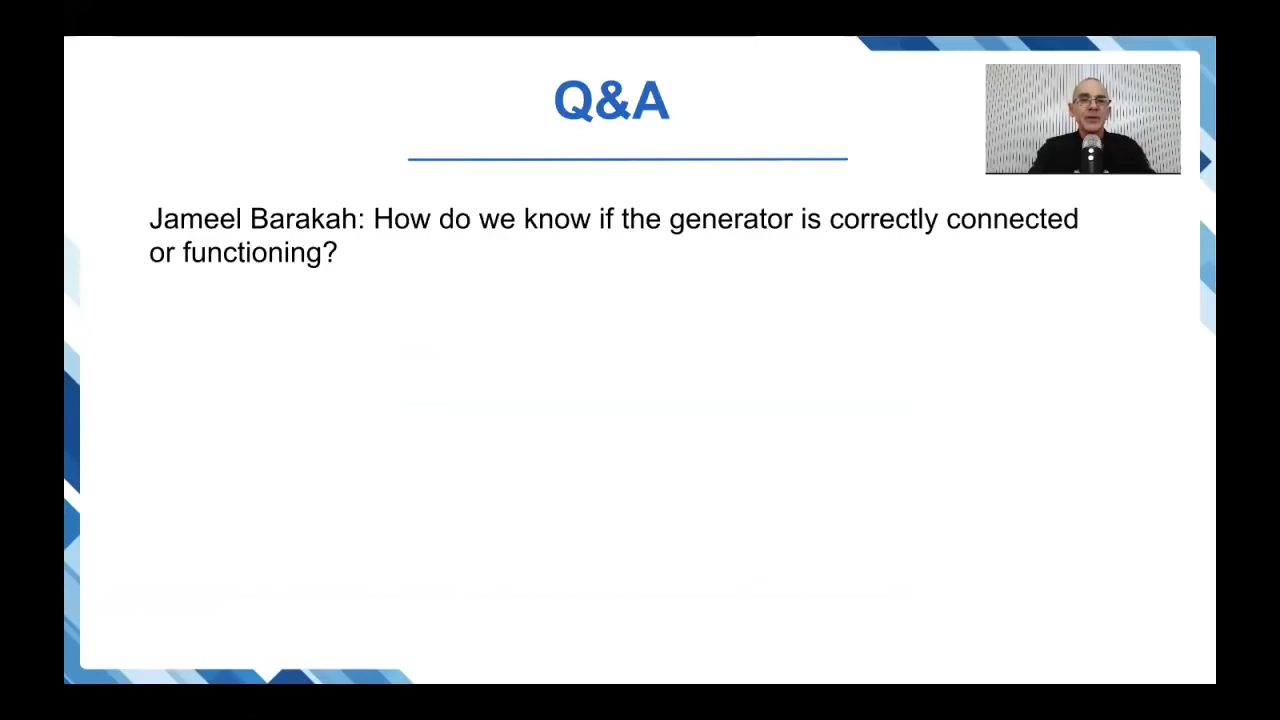 Q&A
Jameel Barakah: How do we know if the generator is correctly connected
or functioning?